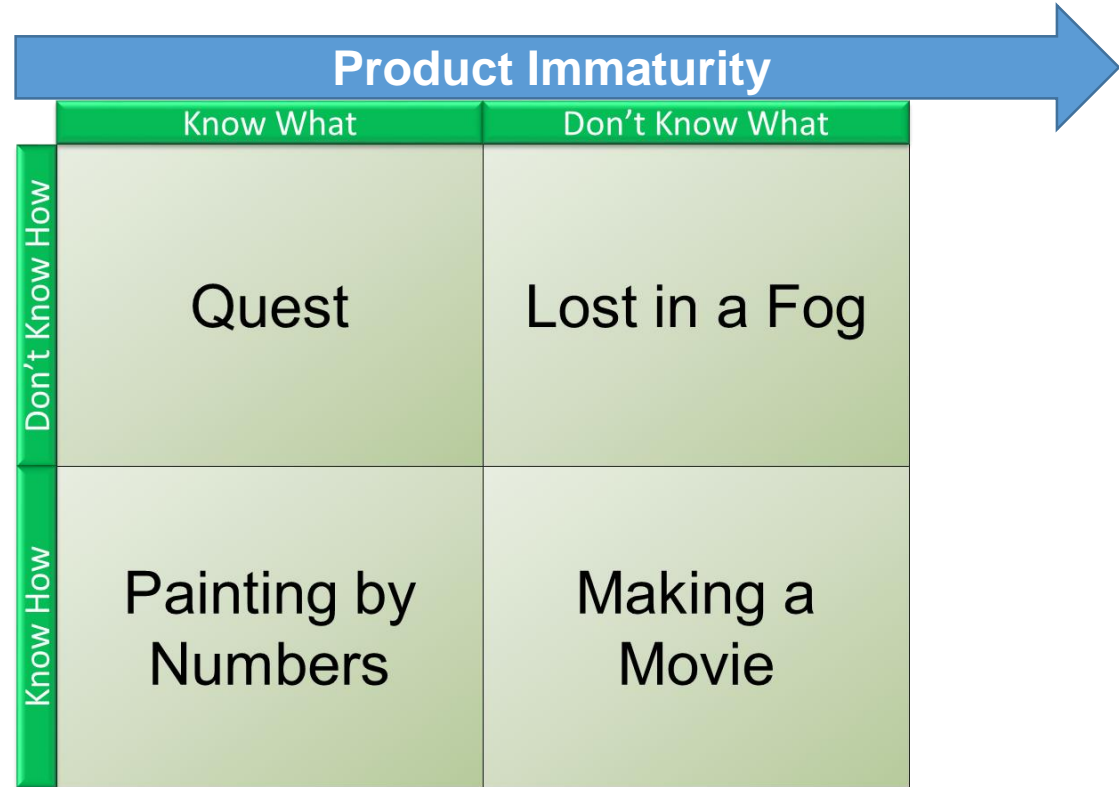 Product Immaturity
Know What
Don't Know What
Don't Know How
Quest
Lost in a Fog
Know How
Painting by
Numbers
Making a
Movie